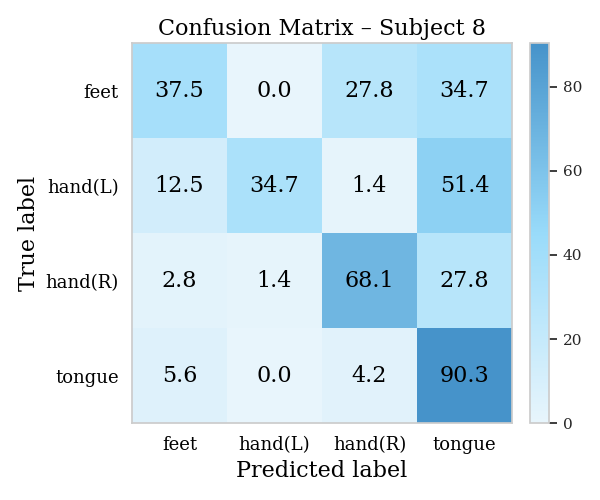 Confusion Matrix – Subject 8
feet 37.5 0.0 27.8 34.7
hand(L) 12.5 34.7 1.4 51.4
hand(R) 2.8 1.4 68.1 27.8
tongue 5.6 0.0 4.2 90.3
feet hand(L) hand(R) tongue
Predicted label
True label
80
60
40
20
0